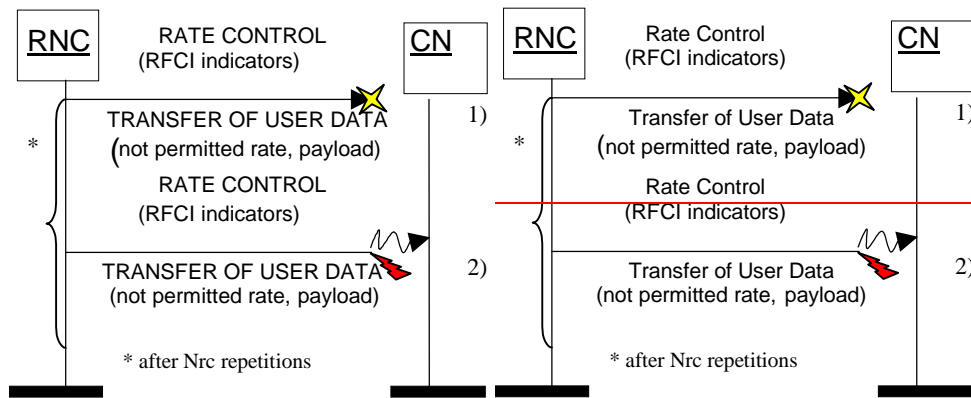 RNC
RATE CONTROL
(RFCI indicators)
CN
1)
TRANSFER OF USER DATA
(not permitted rate, payload)
*
RATE CONTROL
(RFCI indicators)
2)
TRANSFER OF USER DATA
(not permitted rate, payload)
* after Nrc repetitions
RNC
Rate Control
(RFCI indicators)
CN
1)
Transfer of User Data
(not permitted rate, payload)
*
Rate Control
(RFCI indicators)
2)
Transfer of User Data
(not permitted rate, payload)
* after Nrc repetitions